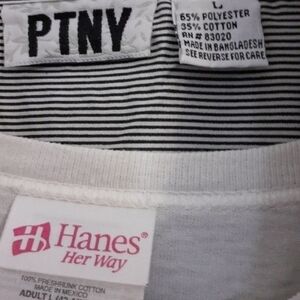 PTNY
L
65% POLYESTER
35% COTTON
RN # 83020
MADE IN BANGLADESH
SEE REVERSE FOR CARE
Hanes®
Her Way
100% PRESHRUNK COTTON
MADE IN MEXICO
ADULT L